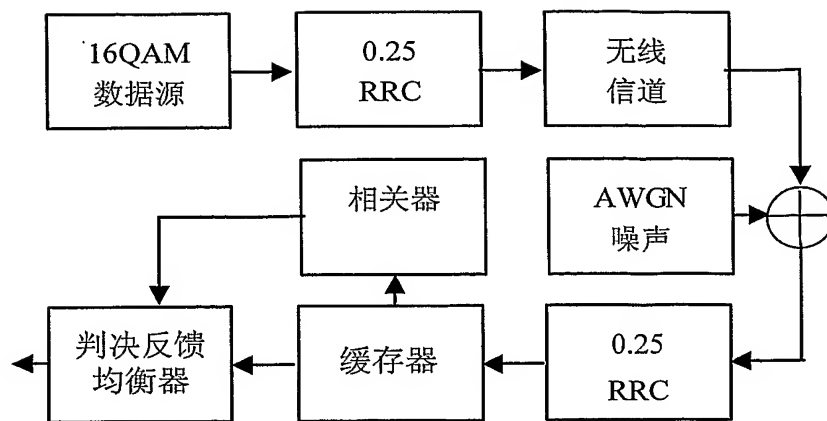 16QAM
数据源
0.25
RRC
无线
信道
相关器
AWGN
噪声
判决反馈
均衡器
缓存器
0.25
RRC